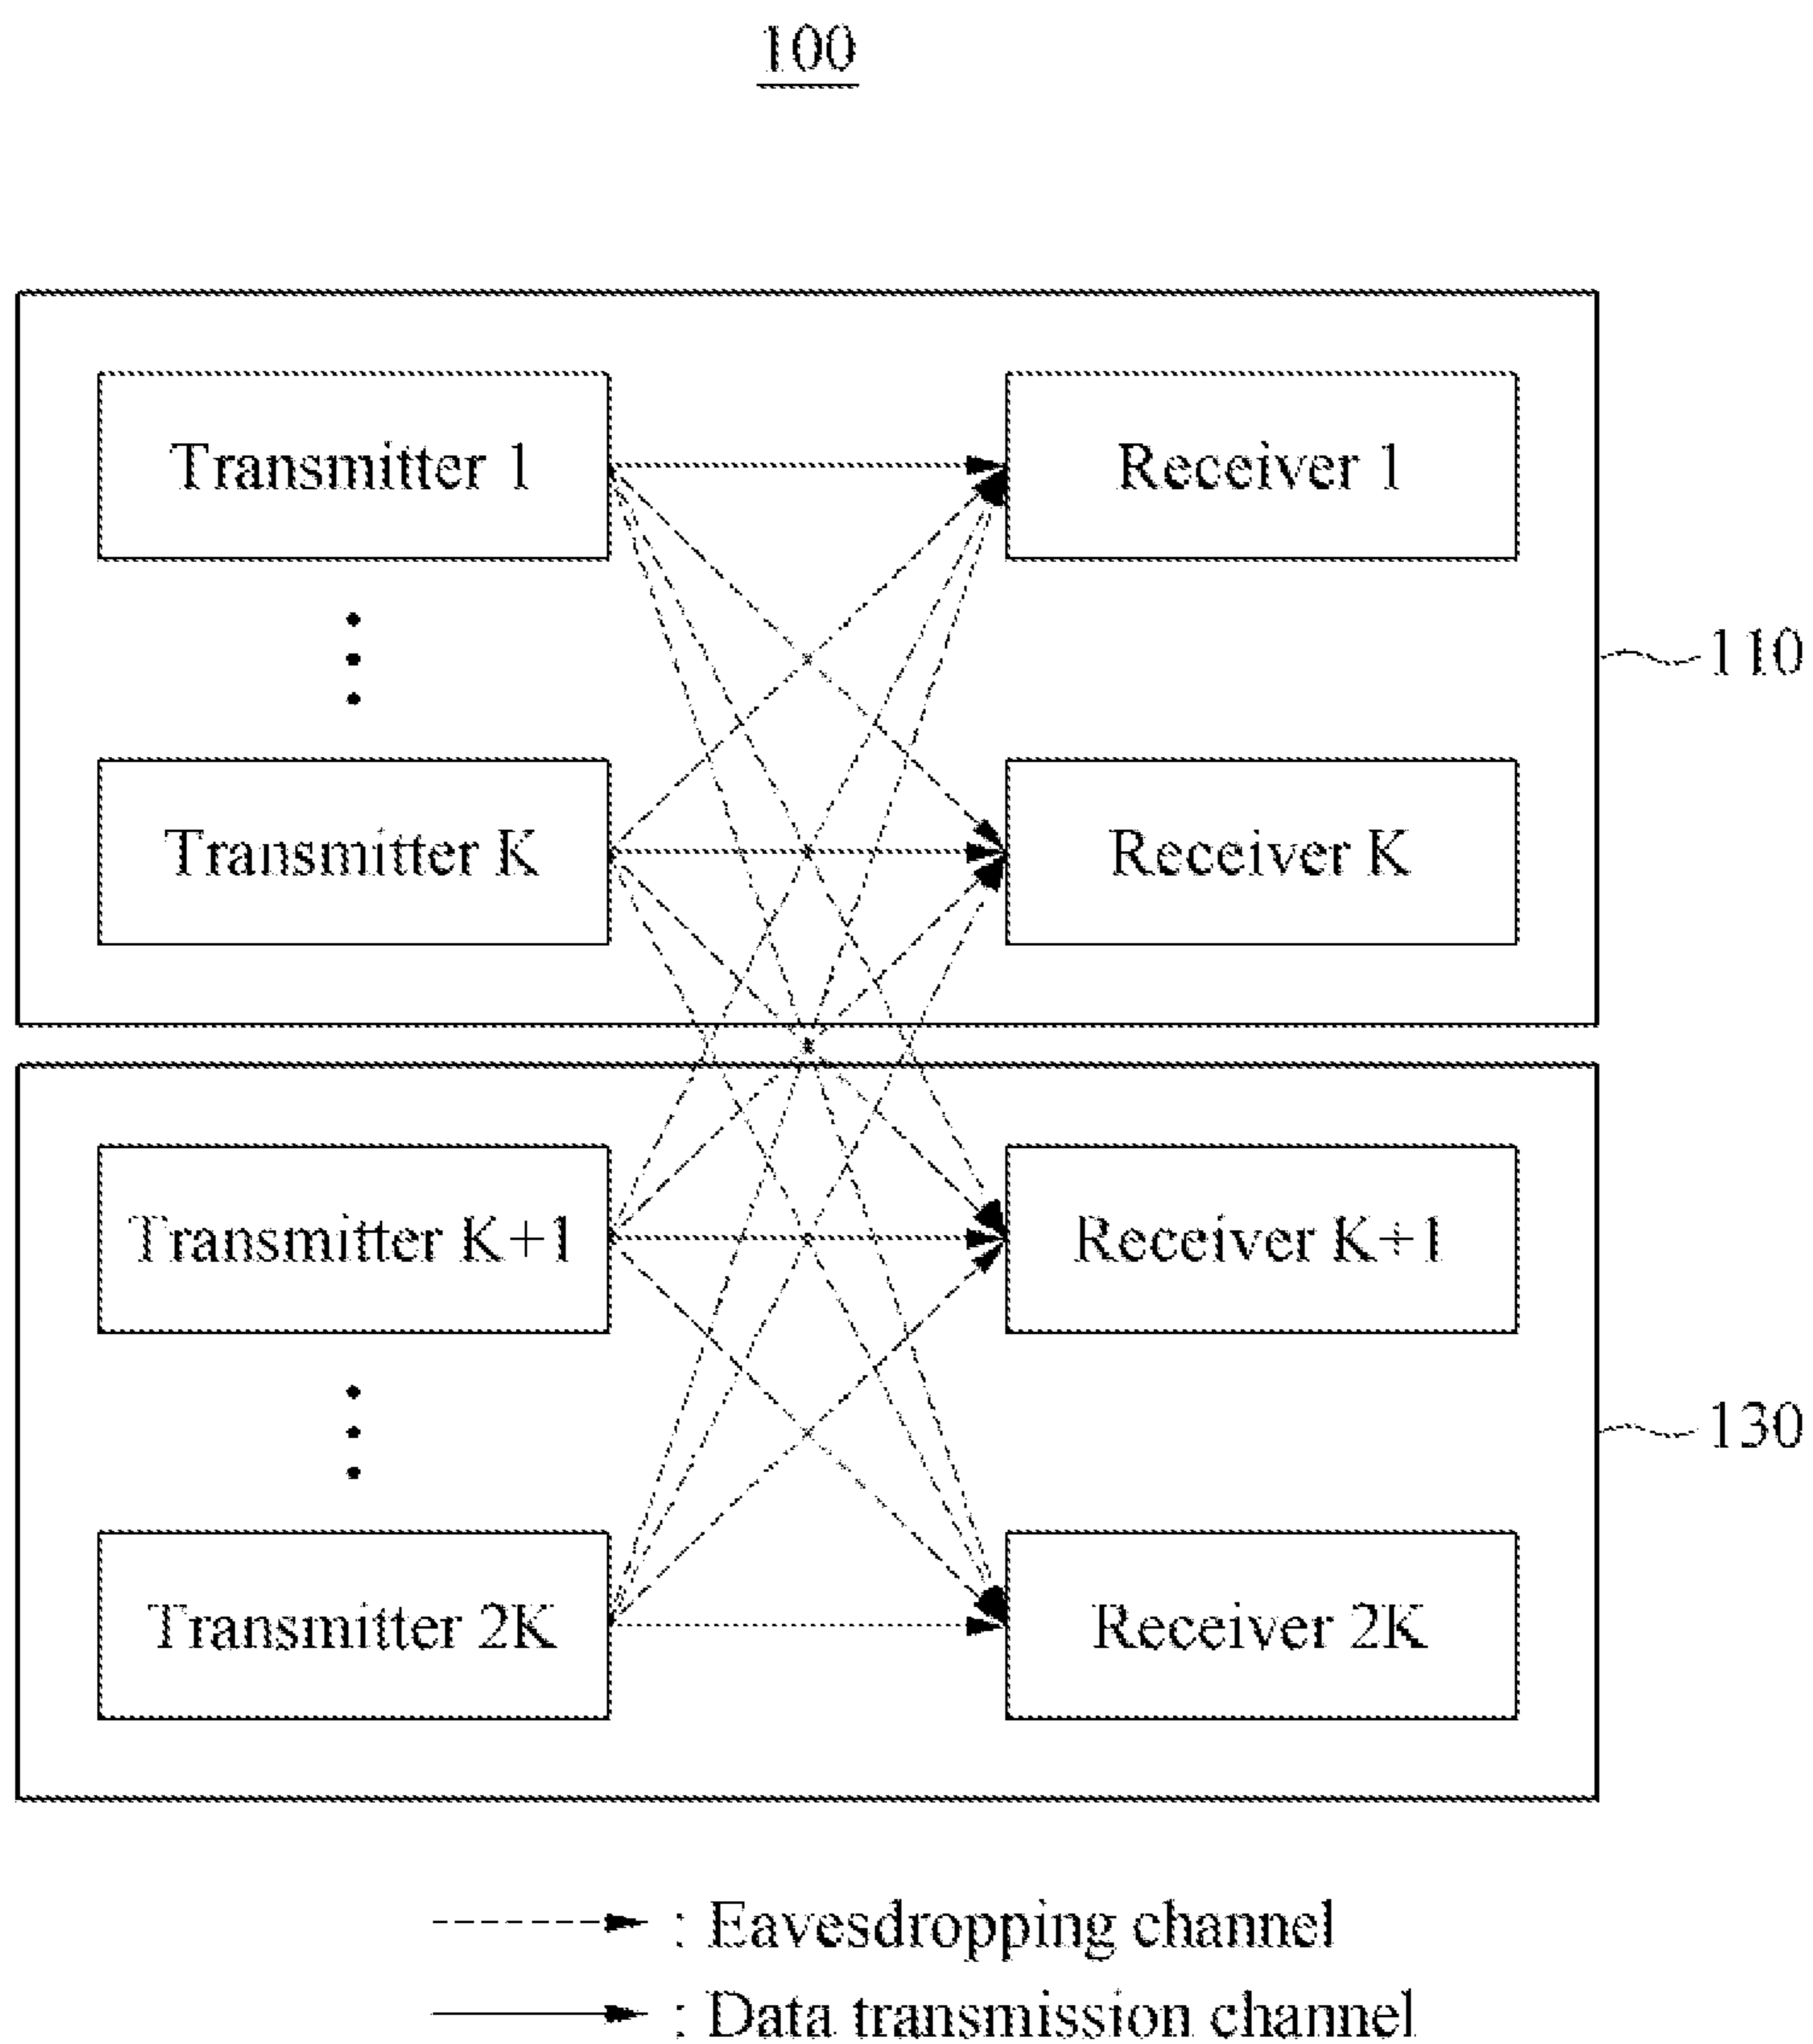 100
Transmitter 1 Receiver 1
110
Transmitter K Receiver K
Transmitter K+1 Receiver K+1
130
Transmitter 2K Receiver 2K
: Eavesdropping channel
: Data transmission channel